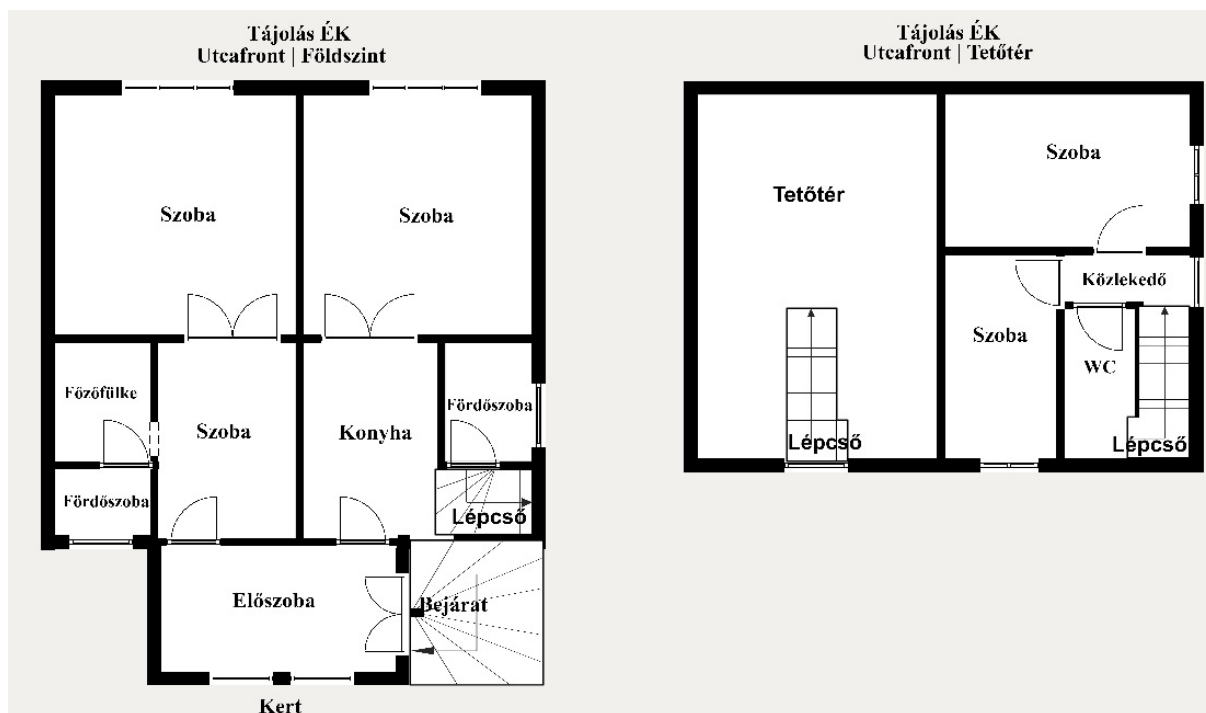 Tájolás ÉK
Utcafront | Földszint
Szoba
Szoba
Főzőfülke
Szoba
Konyha
Fürdőszoba
Fürdőszoba
Lépcső
Előszoba
Bejárat
Kert
Tájolás ÉK
Utcafront | Tetőtér
Szoba
Tetőtér
Közlekedő
Szoba
WC
Lépcső
Lépcső